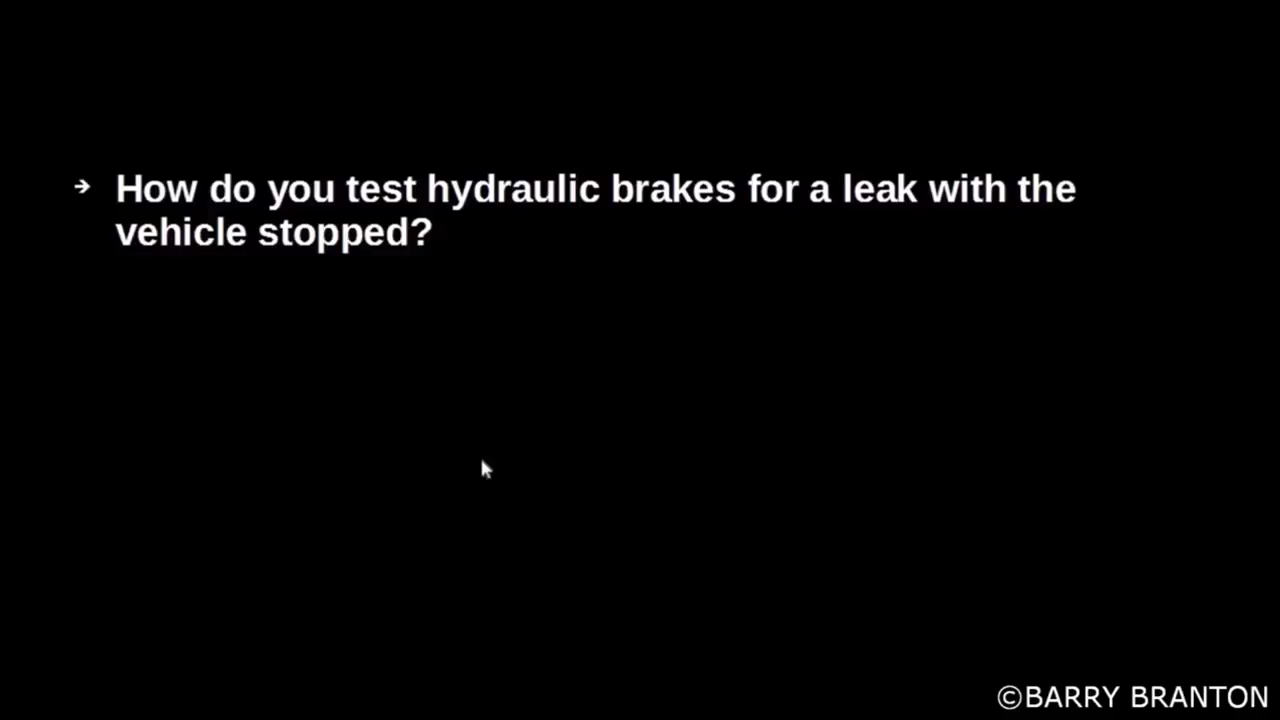 ➔ How do you test hydraulic brakes for a leak with the
vehicle stopped?
©BARRY BRANTON